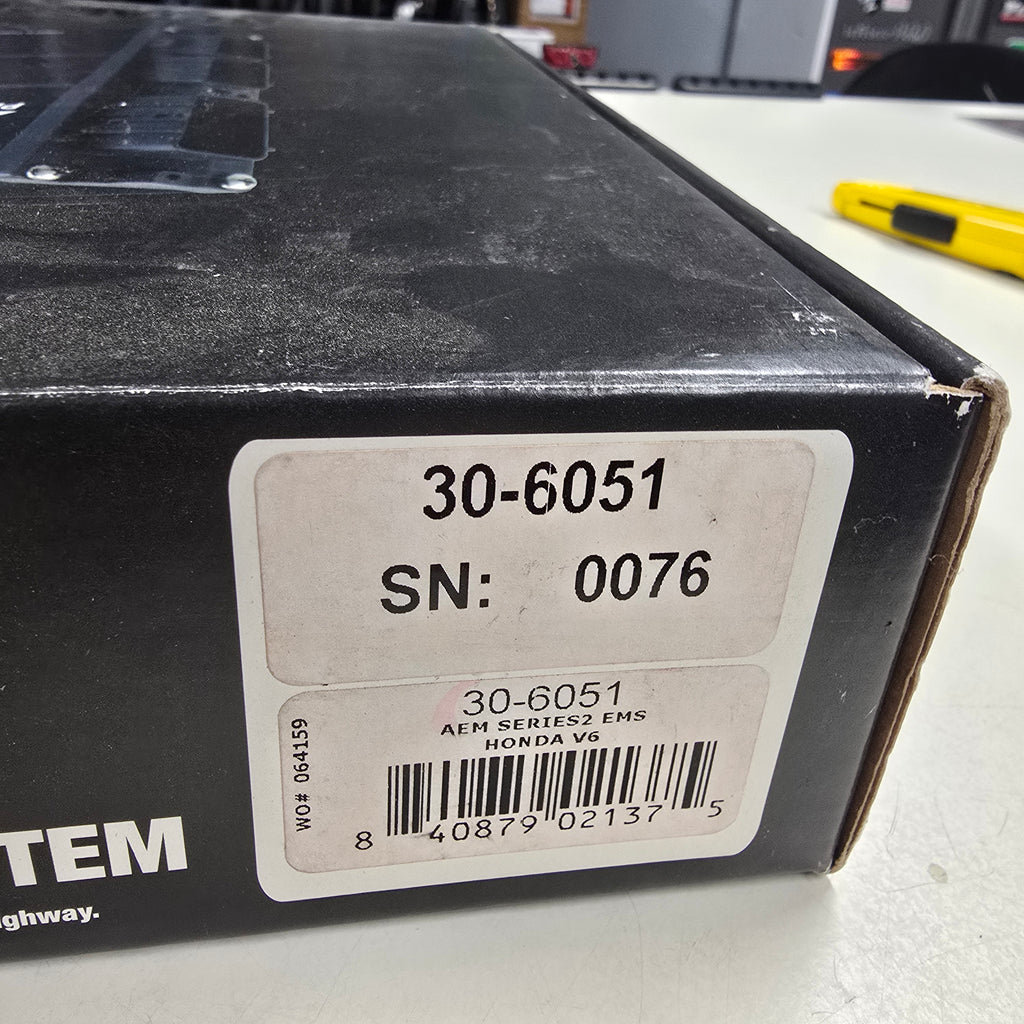 30-6051
SN: 0076
30-6051
AEM SERIES2 EMS
HONDA V6
WO# 064159
8 40879 02137 5
TEM
ghway.